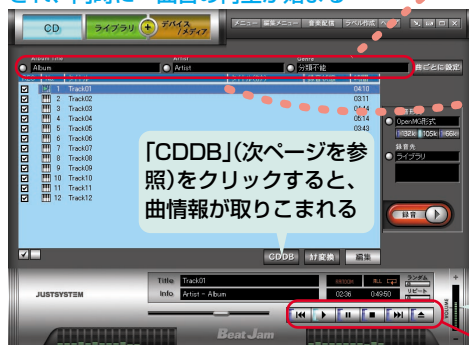 CD ライブラリ デバイス/メディア メニュー 編集メニュー 音楽配信 ラベル作成
Album Title Artist Genre
Album Artist 分類不能 曲ごとに設定
1 Track01 04:10
2 Track02 03:11
3 Track03 04:14
4 Track04 05:14
5 Track05 03:43
6 Track06
7 Track07
8 Track08
9 Track09
10 Track10
11 Track11
12 Track12
OpenMG形式
132k 105k 66k
録音先
ライブラリ
録音
「CDDB」(次ページを参
照)をクリックすると、
曲情報が取りこまれる
CDDB カナ変換 編集
Title Track01 ALL ランダム
Info Artist - Album 02:36 04:9:50 リピート
JUSTSYSTEM
BeatJam